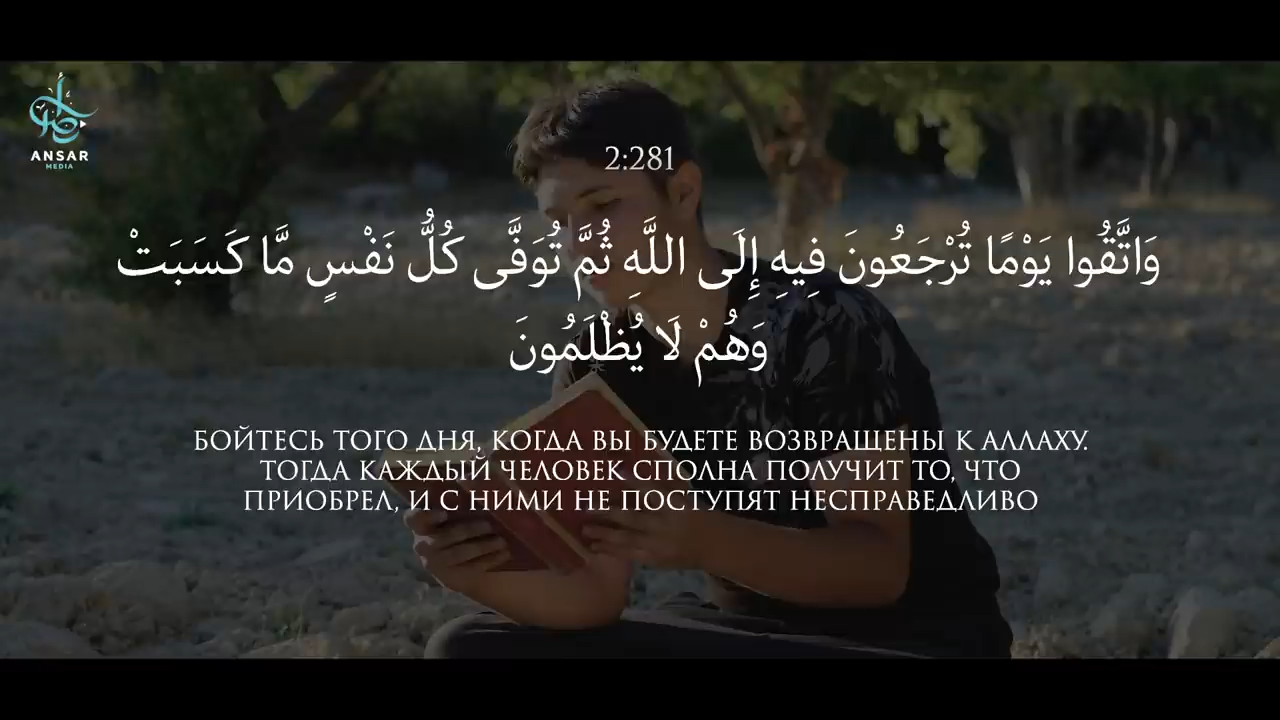 ANSAR
MEDIA
2:281
وَاتَّقُوا يَوْمًا تُرْجَعُونَ فِيهِ إِلَى اللَّهِ ثُمَّ تُوَفَّى كُلُّ نَفْسٍ مَّا كَسَبَتْ
وَهُمْ لَا يُظْلَمُونَ
БОЙТЕСЬ ТОГО ДНЯ, КОГДА ВЫ БУДЕТЕ ВОЗВРАЩЕНЫ К АЛЛАХУ.
ТОГДА КАЖДЫЙ ЧЕЛОВЕК СПОЛНА ПОЛУЧИТ ТО, ЧТО
ПРИОБРЕЛ, И С НИМИ НЕ ПОСТУПЯТ НЕСПРАВЕДЛИВО